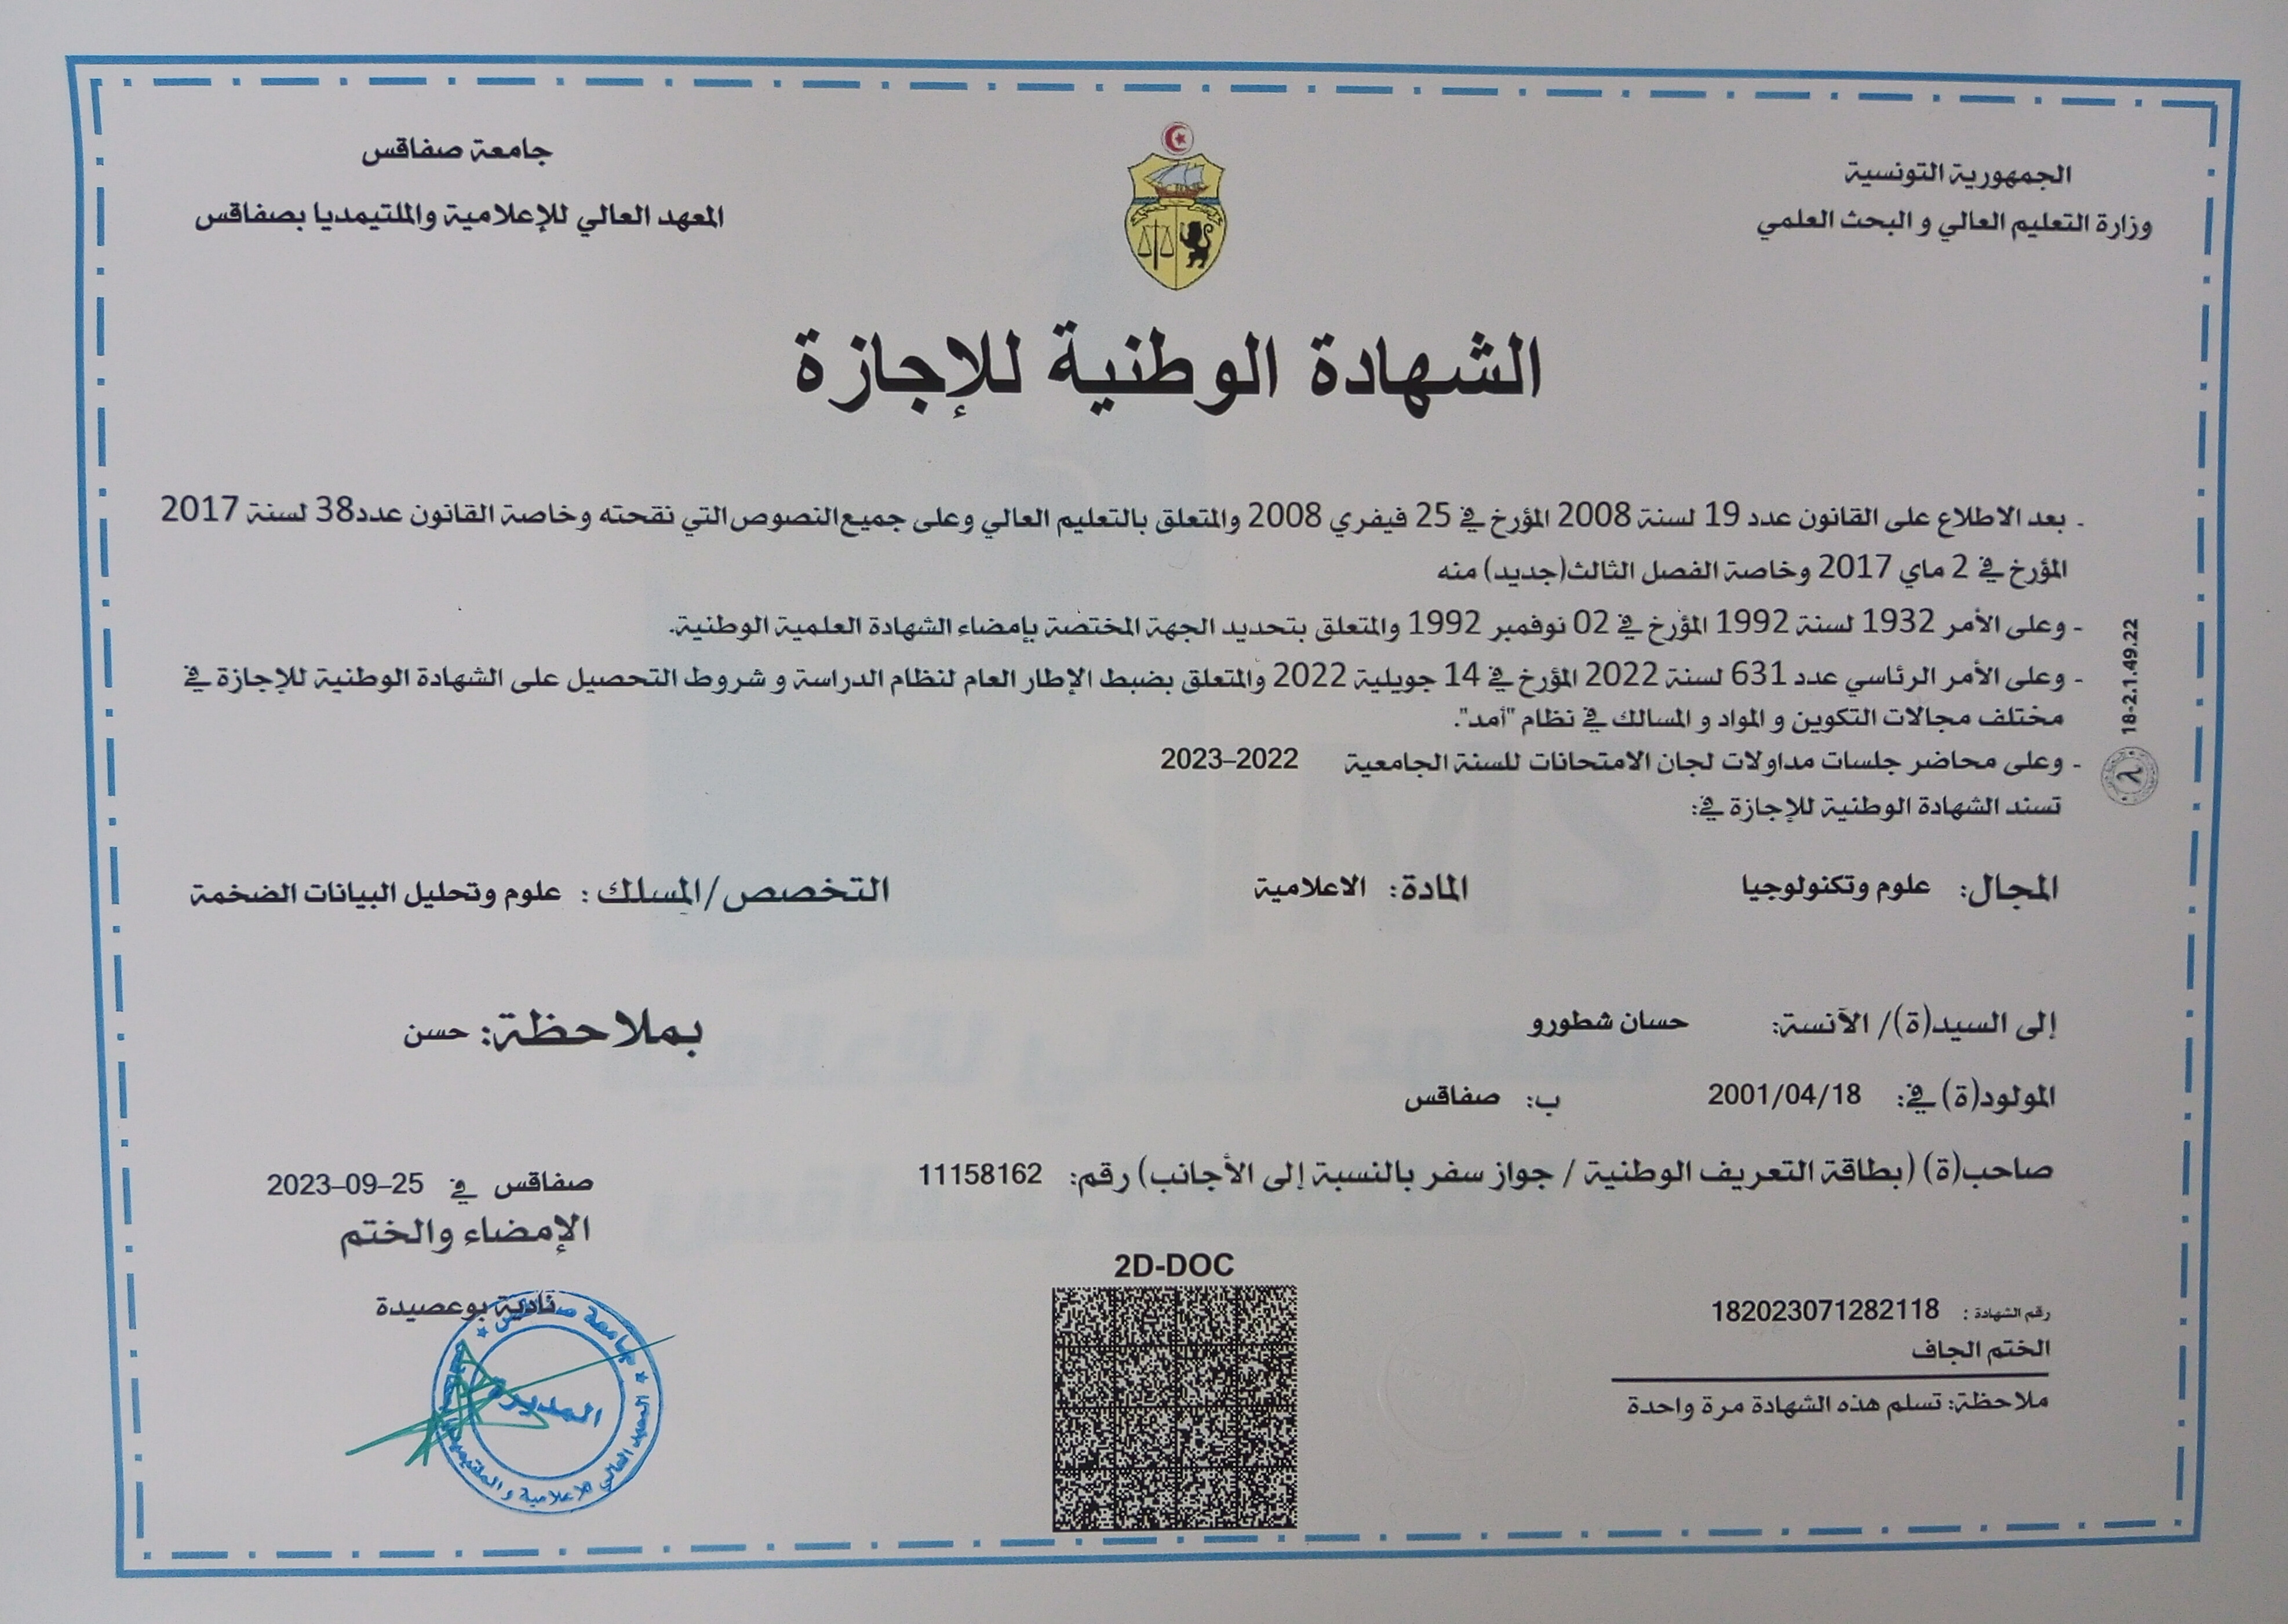 الجمهورية التونسية
وزارة التعليم العالي و البحث العلمي
جامعة صفاقس
المعهد العالي للإعلامية والملتيمديا بصفاقس
الشهادة الوطنية للإجازة
- بعد الاطلاع على القانون عدد 19 لسنة 2008 المؤرخ في 25 فيفري 2008 والمتعلق بالتعليم العالي وعلى جميع النصوص التي نقحته وخاصة القانون عدد38 لسنة 2017
المؤرخ في 2 ماي 2017 وخاصة الفصل الثالث(جديد) منه
- وعلى الأمر 1932 لسنة 1992 المؤرخ في 02 نوفمبر 1992 والمتعلق بتحديد الجهة المختصة بإمضاء الشهادة العلمية الوطنية.
- وعلى الأمر الرئاسي عدد 631 لسنة 2022 المؤرخ في 14 جويلية 2022 والمتعلق بضبط الإطار العام لنظام الدراسة و شروط التحصيل على الشهادة الوطنية للإجازة في
مختلف مجالات التكوين و المواد و المسالك في نظام "أمد".
- وعلى محاضر جلسات مداولات لجان الامتحانات للسنة الجامعية 2022-2023
تسند الشهادة الوطنية للإجازة في:
18-2.1.49.22
المجال: علوم وتكنولوجيا المادة: الاعلامية التخصص/المسلك : علوم وتحليل البيانات الضخمة
إلى السيد(ة)/ الآنسة: حسان شطورو بملاحظة: حسن
المولود(ة) في: 2001/04/18 ب: صفاقس
صاحب(ة) (بطاقة التعريف الوطنية / جواز سفر بالنسبة إلى الأجانب) رقم: 11158162
صفاقس في 25-09-2023
الإمضاء والختم
نادية بوعصيدة
جامعة صفاقس
المعهد العالي للإعلامية و الملتيميديا
المديرة
2D-DOC
رقم الشهادة : 182023071282118
الختم الجاف
ملاحظة: تسلم هذه الشهادة مرة واحدة